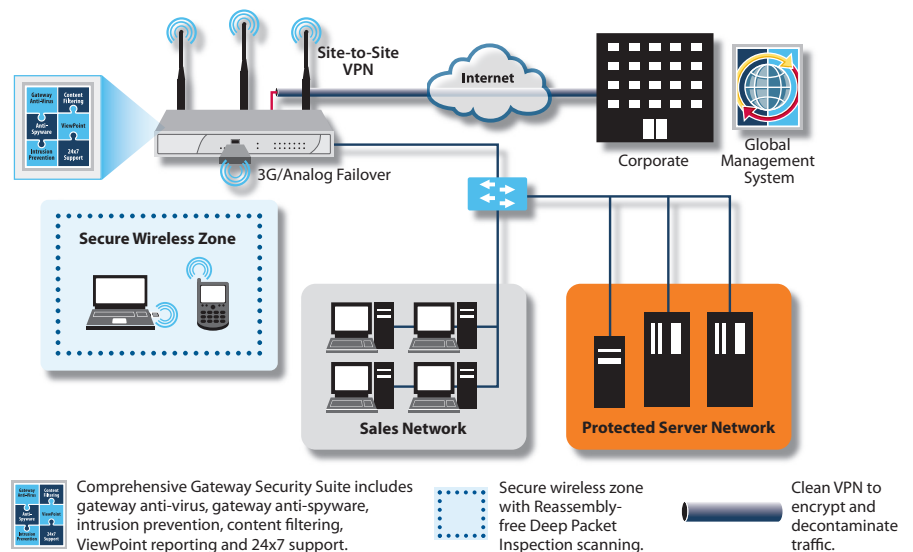 Site-to-Site
VPN
Internet
Gateway
Anti-Virus
Content
Filtering
Anti-
Spyware
ViewPoint
Intrusion
Prevention
24x7
Support
3G/Analog Failover
Corporate
Global
Management
System
Secure Wireless Zone
Sales Network
Protected Server Network
Gateway
Anti-Virus
Content
Filtering
Anti-
Spyware
ViewPoint
Intrusion
Prevention
24x7
Support
Comprehensive Gateway Security Suite includes
gateway anti-virus, gateway anti-spyware,
intrusion prevention, content filtering,
ViewPoint reporting and 24x7 support.
Secure wireless zone
with Reassembly-
free Deep Packet
Inspection scanning.
Clean VPN to
encrypt and
decontaminate
traffic.